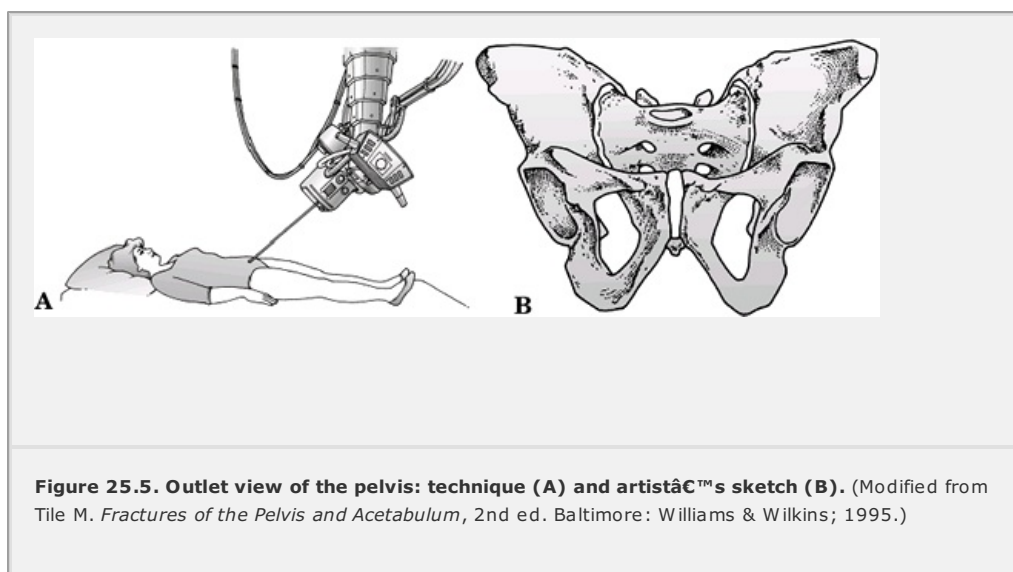 A
B
Figure 25.5. Outlet view of the pelvis: technique (A) and artistâ€™s sketch (B). (Modified from
Tile M. Fractures of the Pelvis and Acetabulum, 2nd ed. Baltimore: Williams & Wilkins; 1995.)